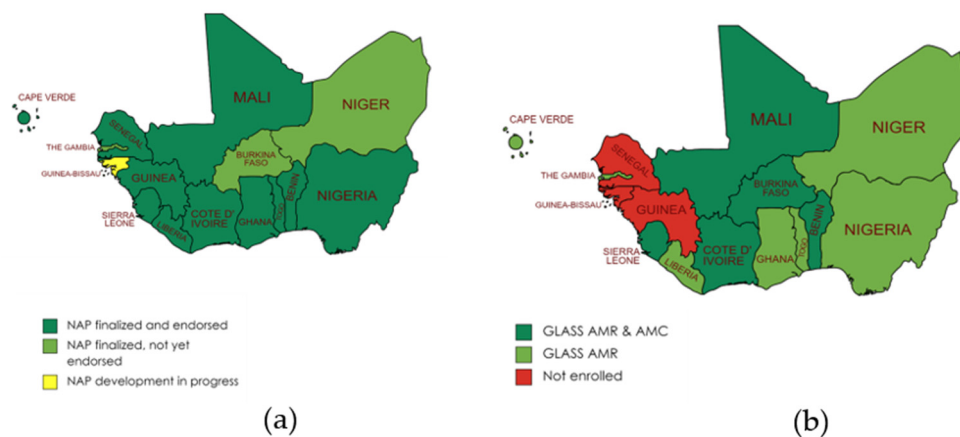 CAPE VERDE
MALI
NIGER
SENEGAL
THE GAMBIA
BURKINA
FASO
GUINEA-BISSAU
GUINEA
NIGERIA
BENIN
SIERRA
LEONE
COTE D'
IVOIRE
GHANA
TOGO
LIBERIA
NAP finalized and endorsed
NAP finalized, not yet
endorsed
NAP development in progress
(a)
CAPE VERDE
MALI
NIGER
SENEGAL
THE GAMBIA
BURKINA
FASO
GUINEA-BISSAU
GUINEA
NIGERIA
BENIN
SIERRA
LEONE
COTE D'
IVOIRE
GHANA
TOGO
LIBERIA
GLASS AMR & AMC
GLASS AMR
Not enrolled
(b)